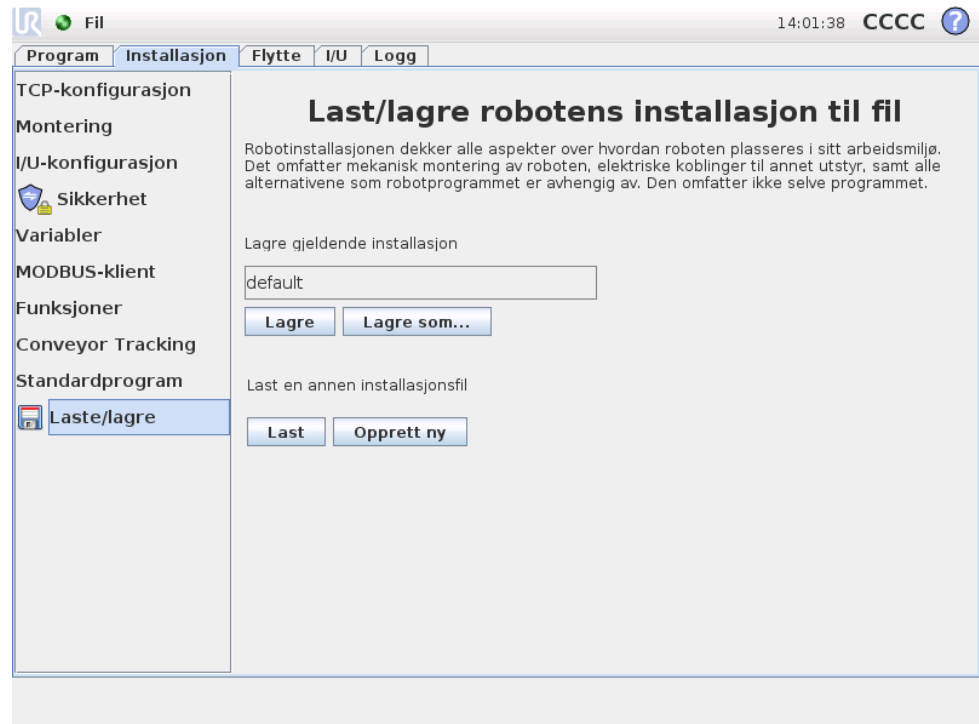 UR Fil 14:01:38 CCCC ?
Program Installasjon Flytte I/U Logg
TCP-konfigurasjon
Montering
I/U-konfigurasjon
Sikkerhet
Variabler
MODBUS-klient
Funksjoner
Conveyor Tracking
Standardprogram
Laste/lagre
Last/lagre robotens installasjon til fil
Robotinstallasjonen dekker alle aspekter over hvordan roboten plasseres i sitt arbeidsmiljø.
Det omfatter mekanisk montering av roboten, elektriske koblinger til annet utstyr, samt alle
alternativene som robotprogrammet er avhengig av. Den omfatter ikke selve programmet.
Lagre gjeldende installasjon
default
Lagre Lagre som...
Last en annen installasjonsfil
Last Opprett ny